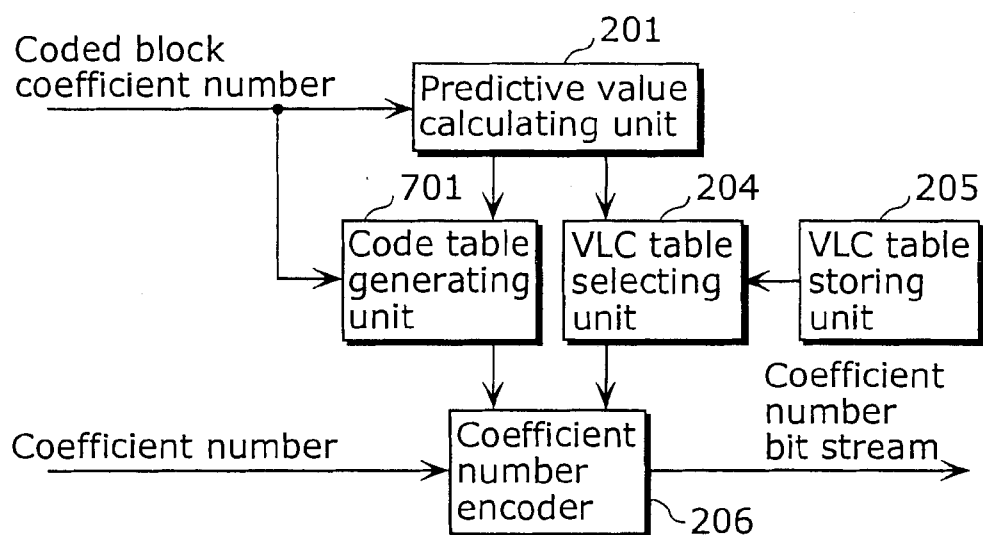 201
Coded block
coefficient number
Predictive value
calculating unit
701
204
205
Code table
generating
unit
VLC table
selecting
unit
VLC table
storing
unit
Coefficient
number
bit stream
Coefficient number
Coefficient
number
encoder
206